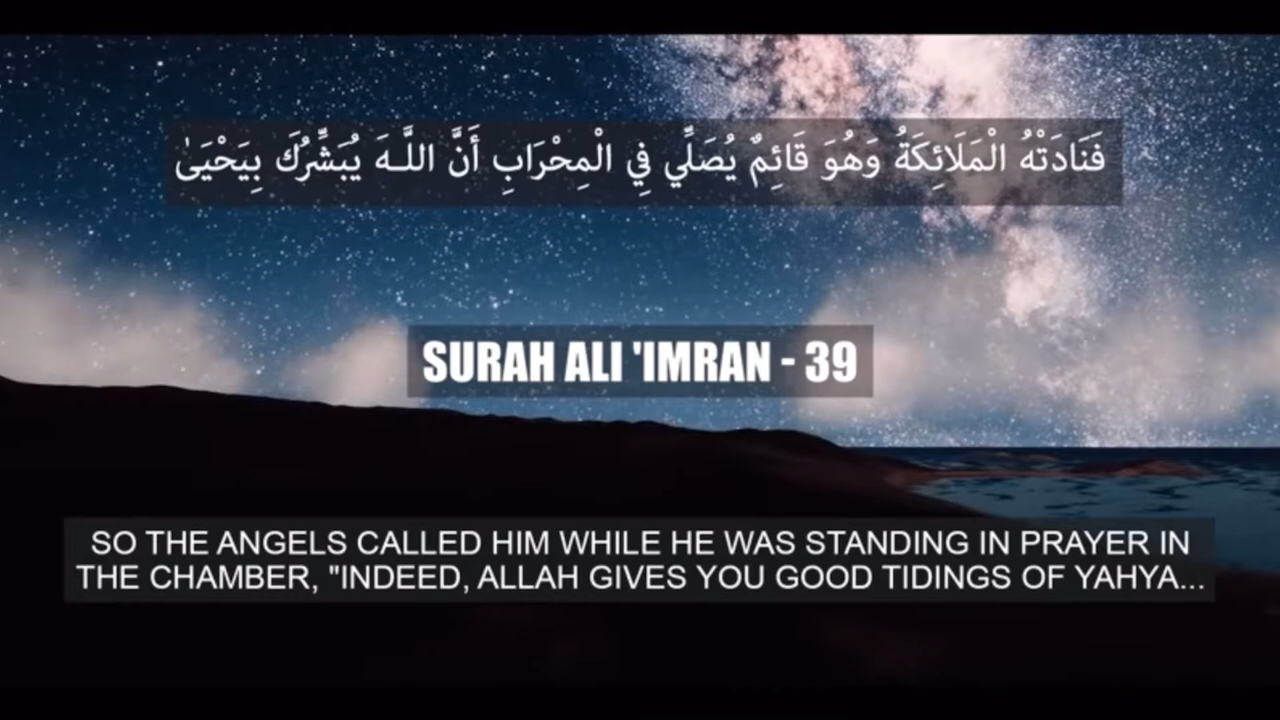 فَنَادَتْهُ الْمَلَائِكَةُ وَهُوَ قَائِمٌ يُصَلِّي فِي الْمِحْرَابِ أَنَّ اللَّـهَ يُبَشِّرُكَ بِيَحْيَىٰ
SURAH ALI 'IMRAN - 39
SO THE ANGELS CALLED HIM WHILE HE WAS STANDING IN PRAYER IN
THE CHAMBER, "INDEED, ALLAH GIVES YOU GOOD TIDINGS OF YAHYA...